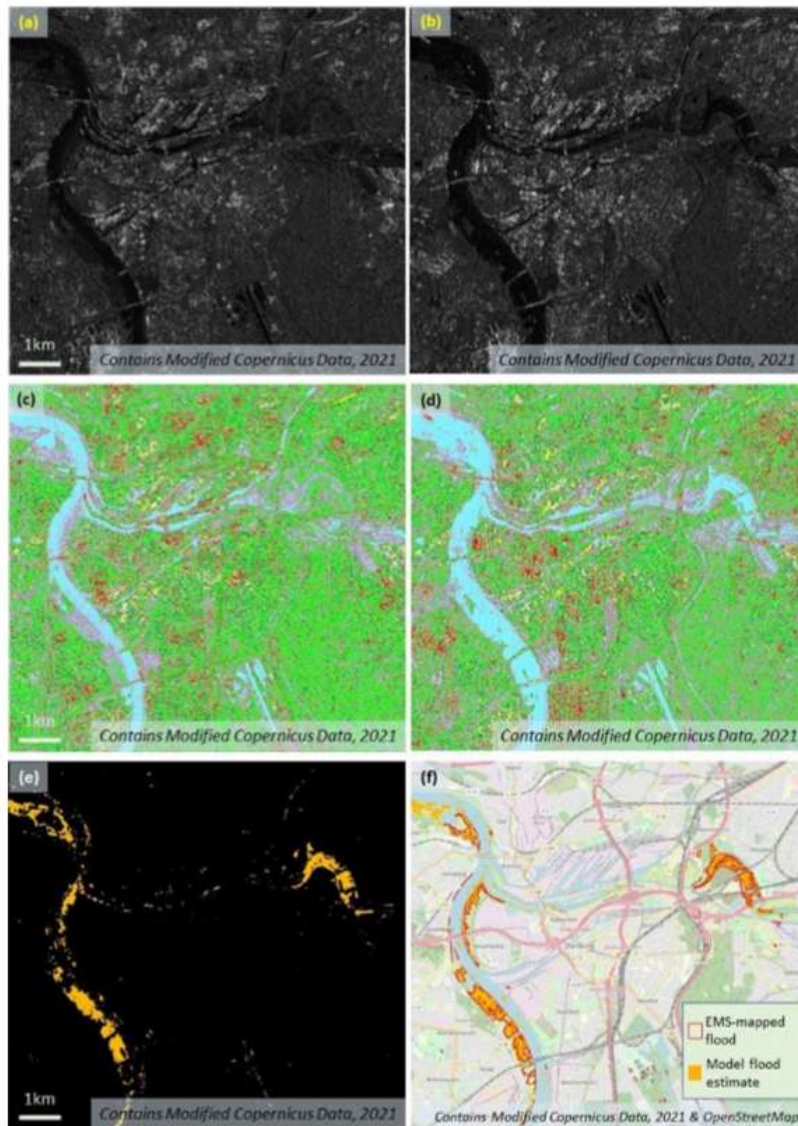 (a)
(b)
1km
Contains Modified Copernicus Data, 2021
Contains Modified Copernicus Data, 2021
(c)
(d)
1km
Contains Modified Copernicus Data, 2021
Contains Modified Copernicus Data, 2021
(e)
(f)
EMS-mapped
flood
Model flood
estimate
1km
Contains Modified Copernicus Data, 2021
Contains Modified Copernicus Data, 2021 & OpenStreetMap